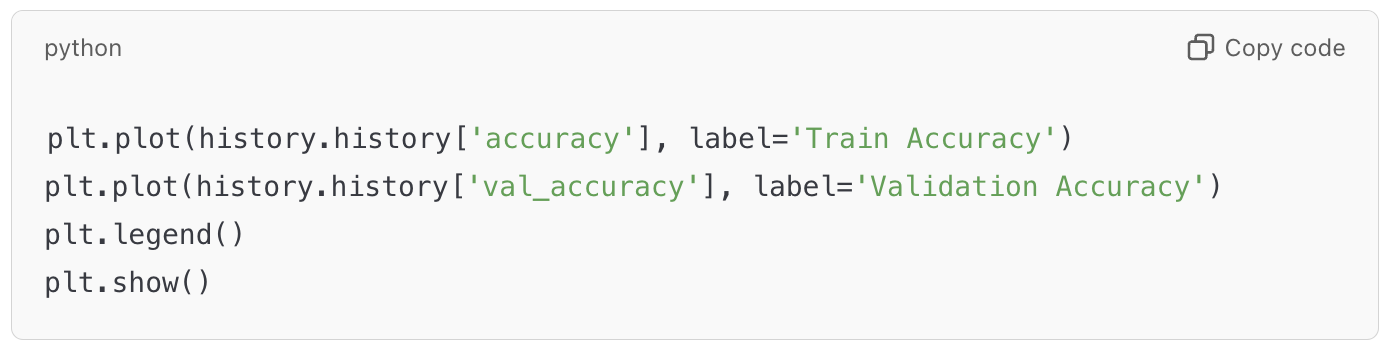 python
Copy code
plt.plot(history.history['accuracy'], label='Train Accuracy')
plt.plot(history.history['val_accuracy'], label='Validation Accuracy')
plt.legend()
plt.show()